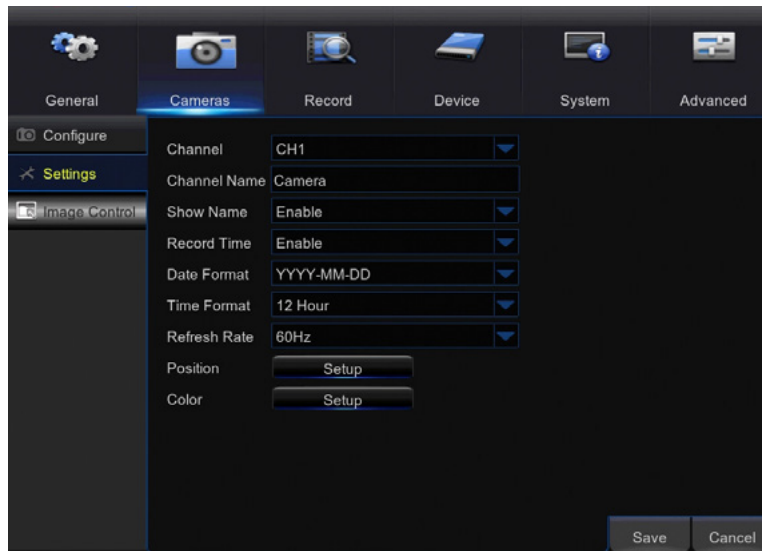 General Cameras Record Device System Advanced
Configure
Settings
Image Control
Channel CH1
Channel Name Camera
Show Name Enable
Record Time Enable
Date Format YYYY-MM-DD
Time Format 12 Hour
Refresh Rate 60Hz
Position Setup
Color Setup
Save Cancel